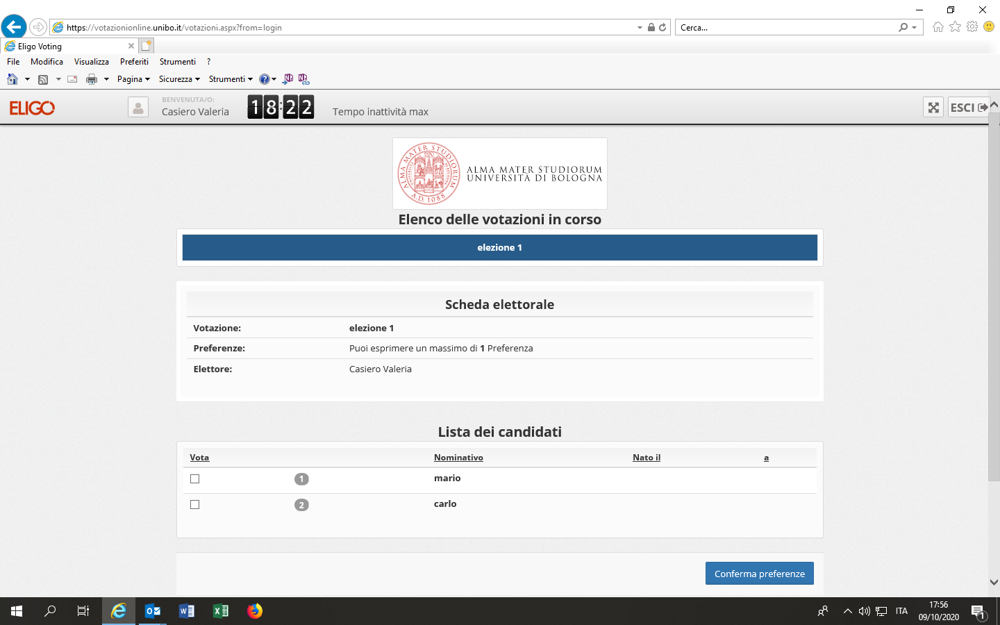 https://votazionionline.unibo.it/votazioni.aspx?from=login
Cerca...
Eligo Voting
File Modifica Visualizza Preferiti Strumenti ?
Pagina Sicurezza Strumenti
ELIGO
BENVENUTA/O:
Casiero Valeria
18:22
Tempo inattività max
ESCI
ALMA MATER STUDIORUM
A.D. 1088
ALMA MATER STUDIORUM
UNIVERSITÀ DI BOLOGNA
Elenco delle votazioni in corso
elezione 1
Scheda elettorale
Votazione: elezione 1
Preferenze: Puoi esprimere un massimo di 1 Preferenza
Elettore: Casiero Valeria
Lista dei candidati
Vota Nominativo Nato il a
1 mario
2 carlo
Conferma preferenze
ITA
17:56
09/10/2020
1